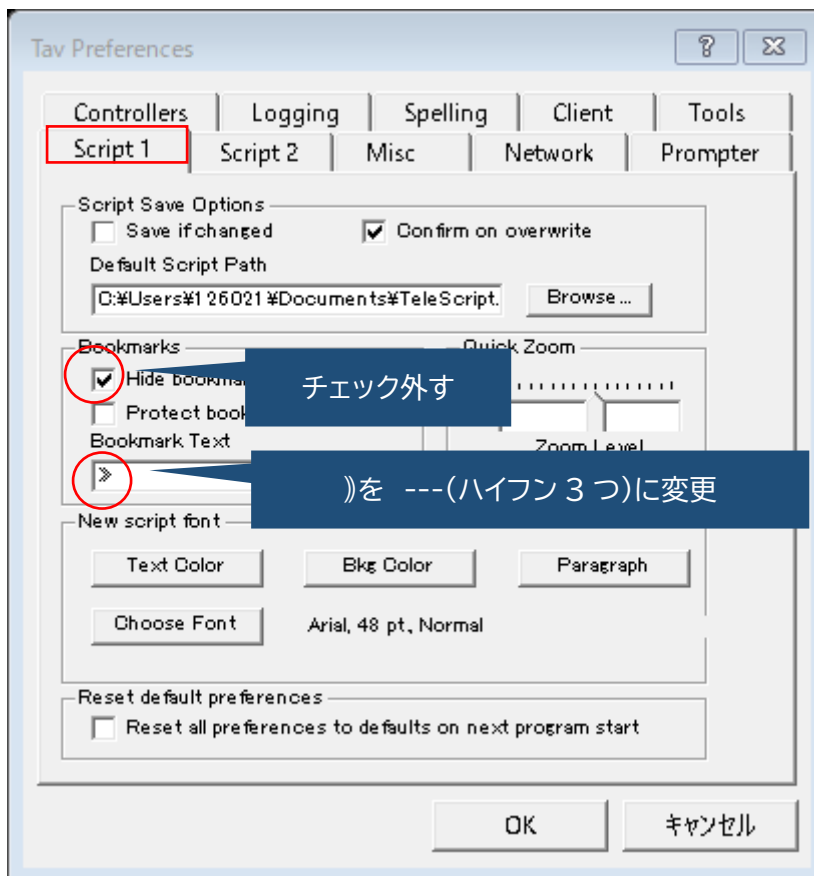 Tav Preferences
Controllers Logging Spelling Client Tools
Script 1 Script 2 Misc Network Prompter
Script Save Options
Save if changed Confirm on overwrite
Default Script Path
C:¥Users¥126021¥Documents¥TeleScript. Browse...
Bookmarks Quick Zoom
Hide
チェック外す
Protect
Bookmark Text Zoom Level
》
》を ---(ハイフン3つ)に変更
New script font
Text Color Bkg Color Paragraph
Choose Font Arial, 48 pt, Normal
Reset default preferences
Reset all preferences to defaults on next program start
OK キャンセル